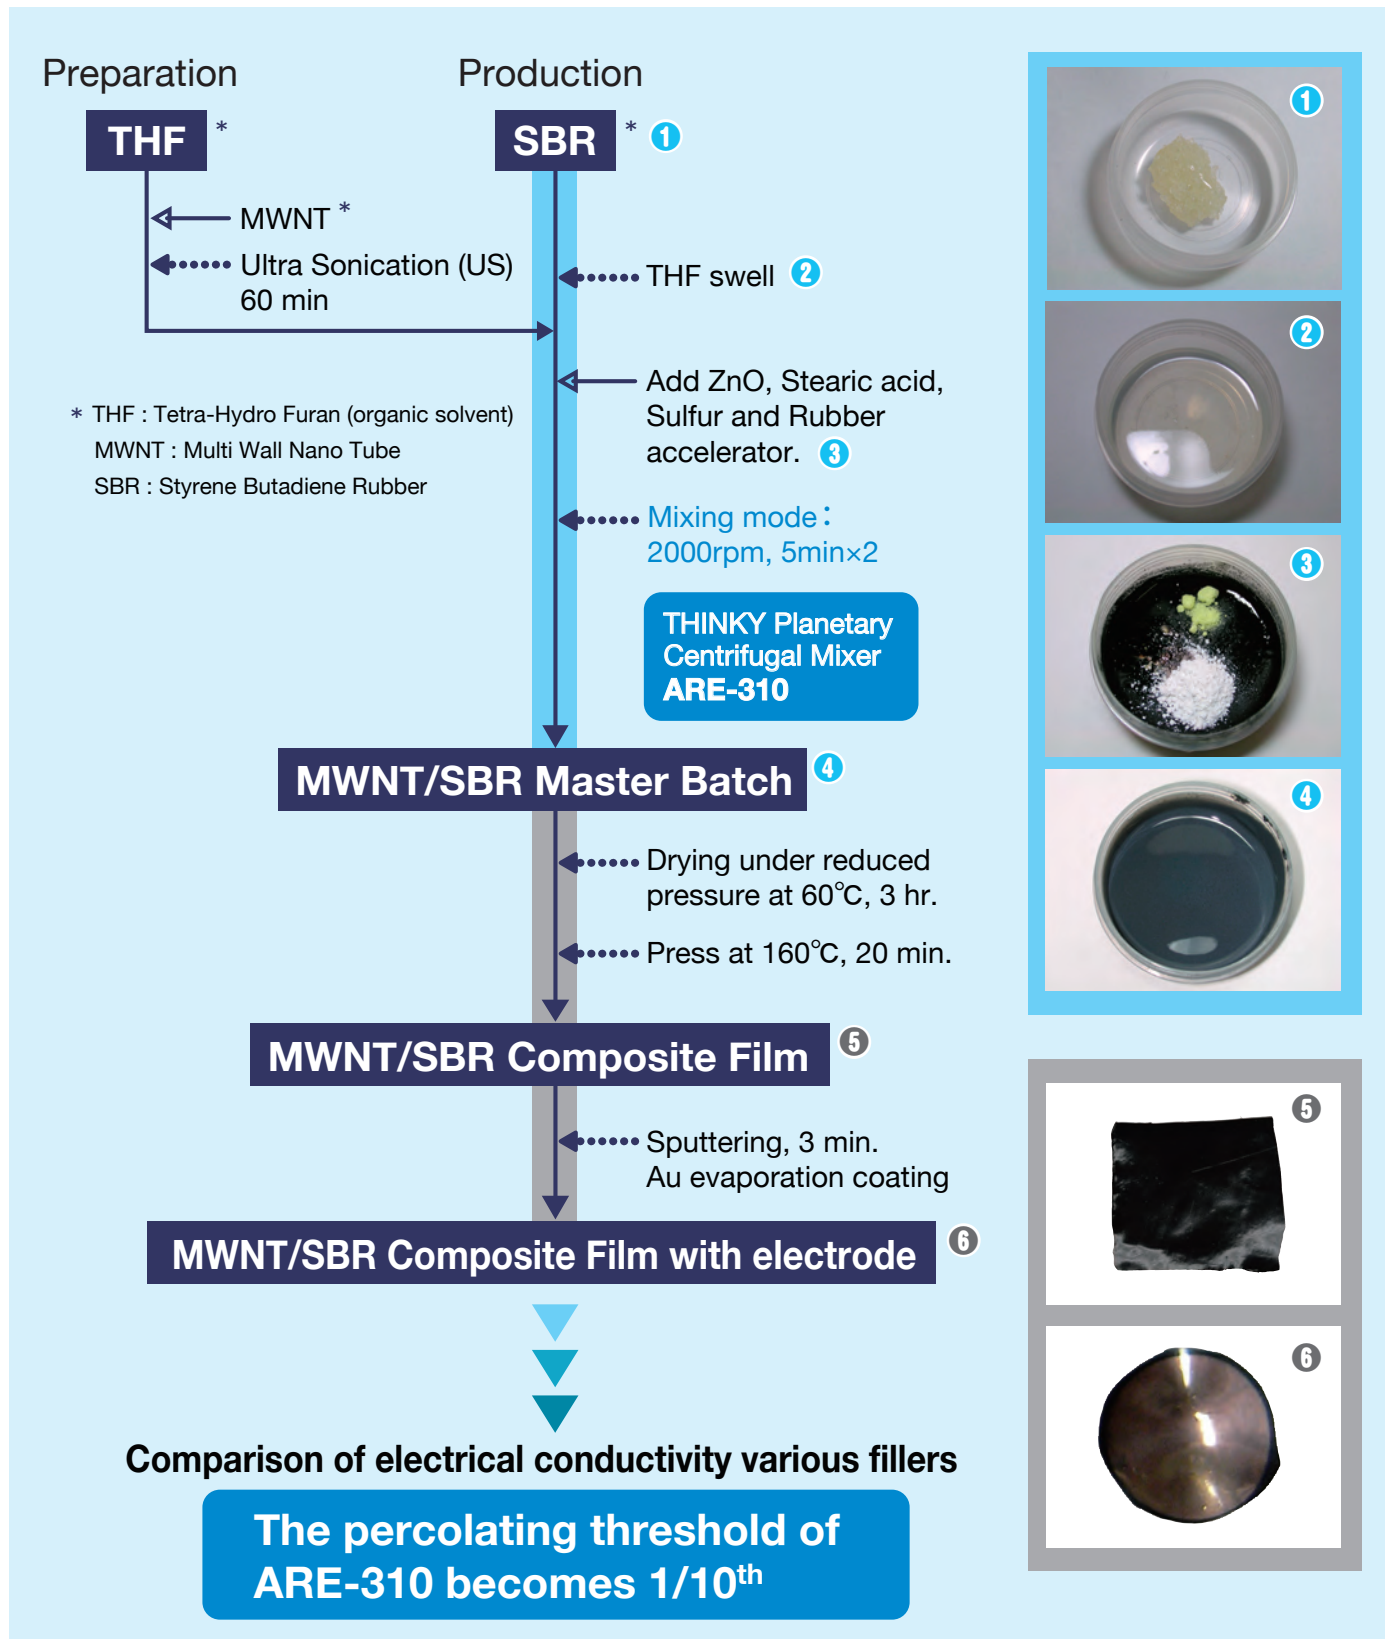 Preparation
Production
THF *
SBR * 1
MWNT *
Ultra Sonication (US)
60 min
THF swell 2
Add ZnO, Stearic acid,
Sulfur and Rubber
accelerator. 3
* THF : Tetra-Hydro Furan (organic solvent)
MWNT : Multi Wall Nano Tube
SBR : Styrene Butadiene Rubber
Mixing mode :
2000rpm, 5min×2
THINKY Planetary
Centrifugal Mixer
ARE-310
MWNT/SBR Master Batch 4
Drying under reduced
pressure at 60℃, 3 hr.
Press at 160℃, 20 min.
MWNT/SBR Composite Film 5
Sputtering, 3 min.
Au evaporation coating
MWNT/SBR Composite Film with electrode 6
Comparison of electrical conductivity various fillers
The percolating threshold of
ARE-310 becomes 1/10th
1
2
3
4
5
6